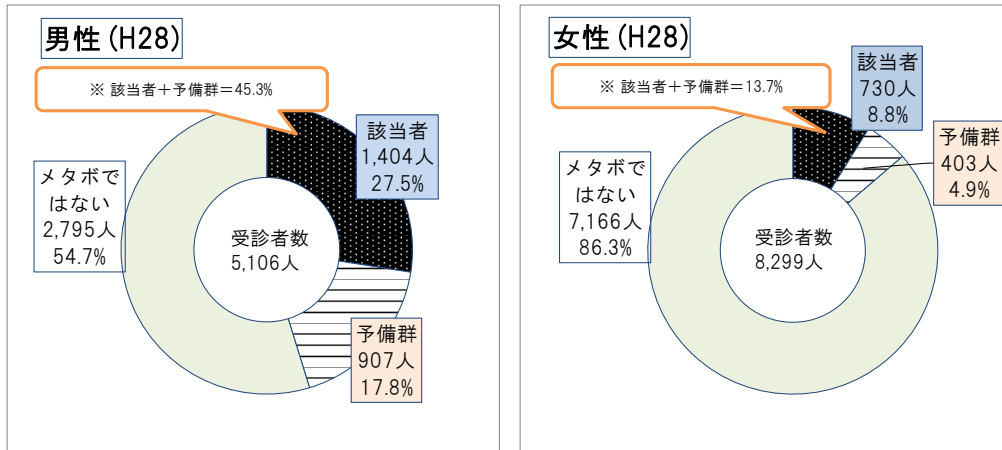 男性(H28)
※ 該当者＋予備群＝45.3%
該当者
1,404人
27.5%
メタボで
はない
2,795人
54.7%
受診者数
5,106人
予備群
907人
17.8%
女性(H28)
※ 該当者＋予備群＝13.7%
該当者
730人
8.8%
予備群
403人
4.9%
メタボで
はない
7,166人
86.3%
受診者数
8,299人